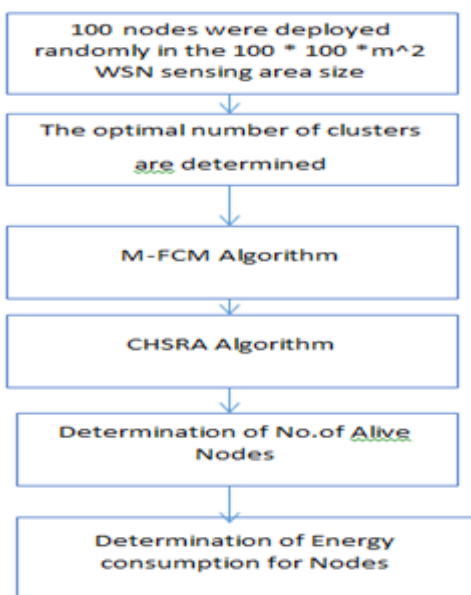 100 nodes were deployed
randomly in the 100 * 100 *m^2
WSN sensing area size
The optimal number of clusters
are determined
M-FCM Algorithm
CHSRA Algorithm
Determination of No.of Alive
Nodes
Determination of Energy
consumption for Nodes